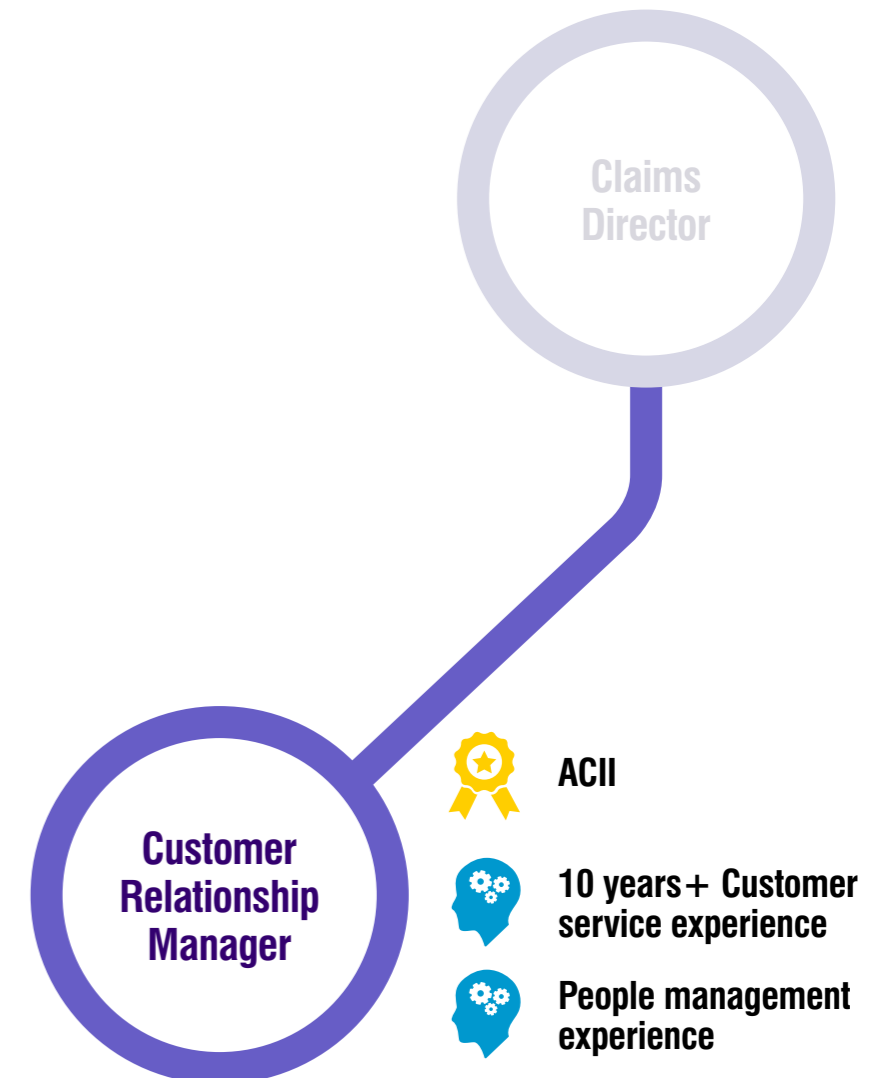 Claims
Director
ACII
Customer
Relationship
Manager
10 years+ Customer
service experience
People management
experience